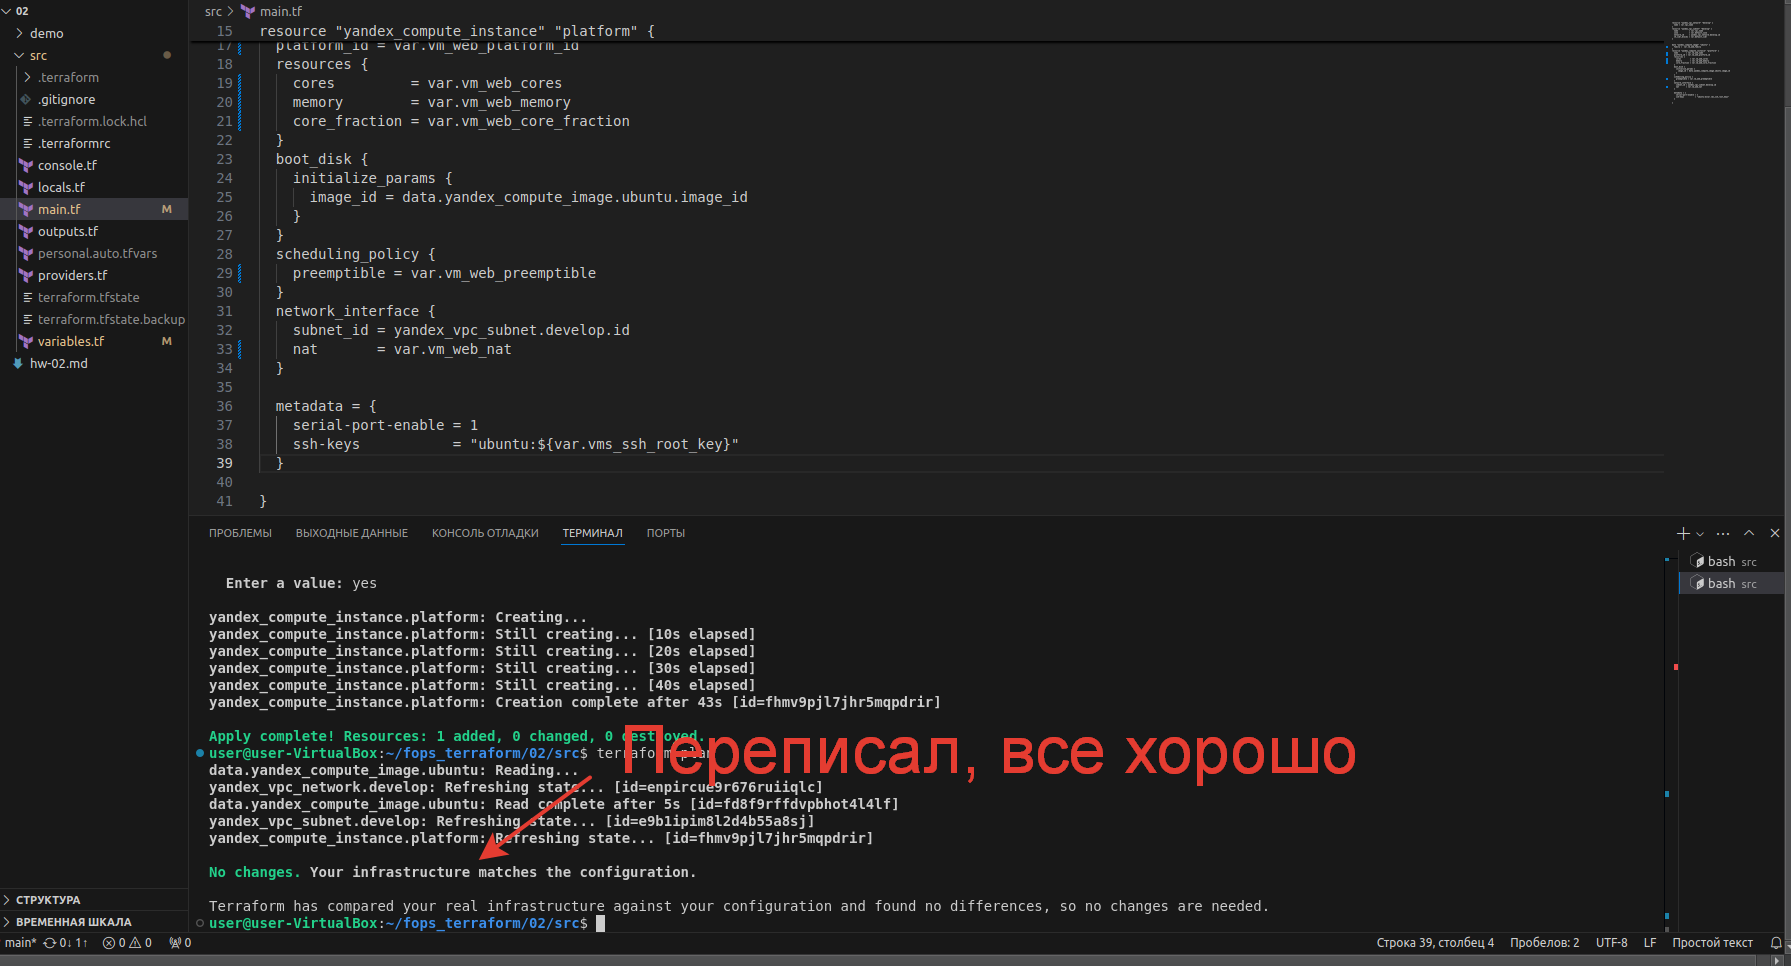 02
demo
src
.terraform
.gitignore
.terraform.lock.hcl
.terraformrc
console.tf
locals.tf
main.tf M
outputs.tf
personal.auto.tfvars
providers.tf
terraform.tfstate
terraform.tfstate.backup
variables.tf M
hw-02.md
СТРУКТУРА
ВРЕМЕННАЯ ШКАЛА
src > main.tf
15 resource "yandex_compute_instance" "platform" {
17 platform_id = var.vm_web_platform_id
18 resources {
19 cores         = var.vm_web_cores
20 memory        = var.vm_web_memory
21 core_fraction = var.vm_web_core_fraction
22 }
23 boot_disk {
24 initialize_params {
25 image_id = data.yandex_compute_image.ubuntu.image_id
26 }
27 }
28 scheduling_policy {
29 preemptible = var.vm_web_preemptible
30 }
31 network_interface {
32 subnet_id = yandex_vpc_subnet.develop.id
33 nat       = var.vm_web_nat
34 }
35
36 metadata = {
37 serial-port-enable = 1
38 ssh-keys           = "ubuntu:${var.vms_ssh_root_key}"
39 }
40
41 }
ПРОБЛЕМЫ ВЫХОДНЫЕ ДАННЫЕ КОНСОЛЬ ОТЛАДКИ ТЕРМИНАЛ ПОРТЫ
bash src
bash src
Enter a value: yes
yandex_compute_instance.platform: Creating...
yandex_compute_instance.platform: Still creating... [10s elapsed]
yandex_compute_instance.platform: Still creating... [20s elapsed]
yandex_compute_instance.platform: Still creating... [30s elapsed]
yandex_compute_instance.platform: Still creating... [40s elapsed]
yandex_compute_instance.platform: Creation complete after 43s [id=fhmv9pjl7jhr5mqpdrir]
Apply complete! Resources: 1 added, 0 changed, 0 destroyed.
user@user-VirtualBox:~/fops_terraform/02/src$ terraform plan
Переписал, все хорошо
data.yandex_compute_image.ubuntu: Reading...
yandex_vpc_network.develop: Refreshing state... [id=enpircue9r676ruiiqlc]
data.yandex_compute_image.ubuntu: Read complete after 5s [id=fd8f9rffdvpbhot4l4lf]
yandex_vpc_subnet.develop: Refreshing state... [id=e9b1ipim8l2d4b55a8sj]
yandex_compute_instance.platform: Refreshing state... [id=fhmv9pjl7jhr5mqpdrir]
No changes. Your infrastructure matches the configuration.
Terraform has compared your real infrastructure against your configuration and found no differences, so no changes are needed.
user@user-VirtualBox:~/fops_terraform/02/src$
main* 0↓ 1↑ 0 0 0 Строка 39, столбец 4 Пробелов: 2 UTF-8 LF Простой текст